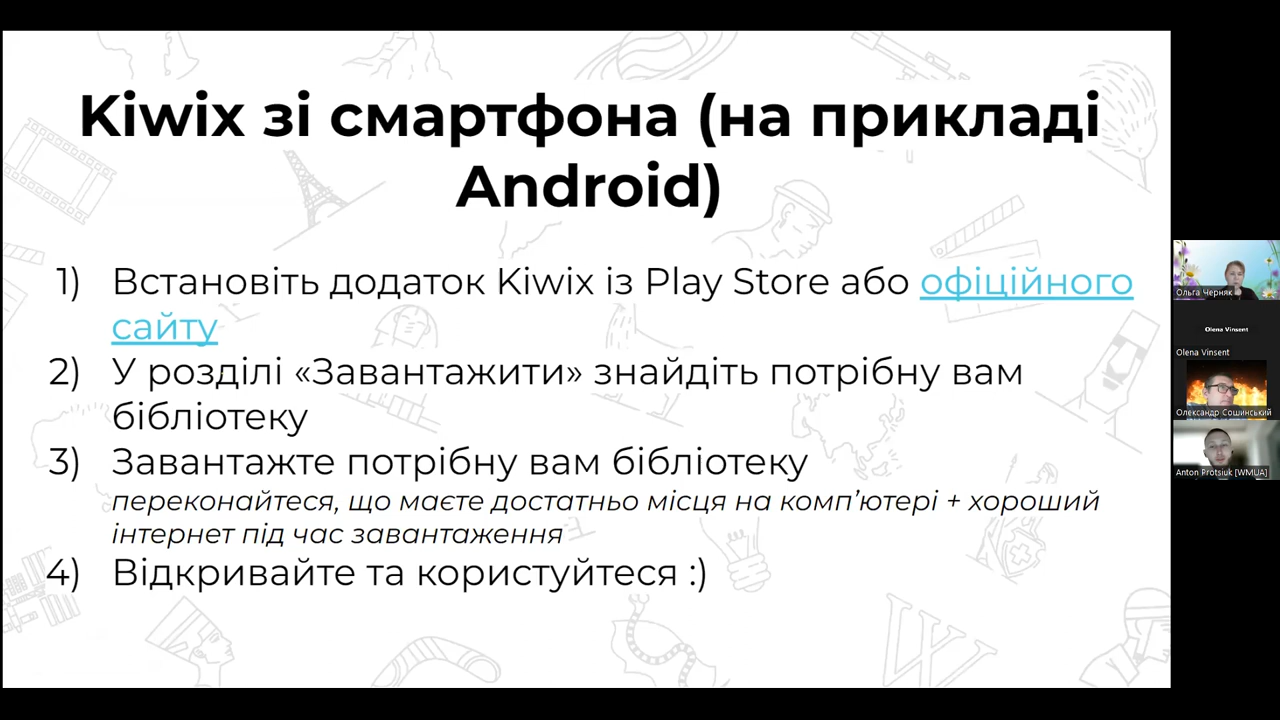 Kiwix зі смартфона (на прикладі
Android)
1) Встановіть додаток Kiwix із Play Store або офіційного
сайту
2) У розділі «Завантажити» знайдіть потрібну вам
бібліотеку
3) Завантажте потрібну вам бібліотеку
переконайтеся, що маєте достатньо місця на комп’ютері + хороший
інтернет під час завантаження
4) Відкривайте та користуйтеся :)
Ольга Черняк
Olena Vinsent
Olena Vinsent
Олександр Сошинський
Anton Protsiuk [WMUA]